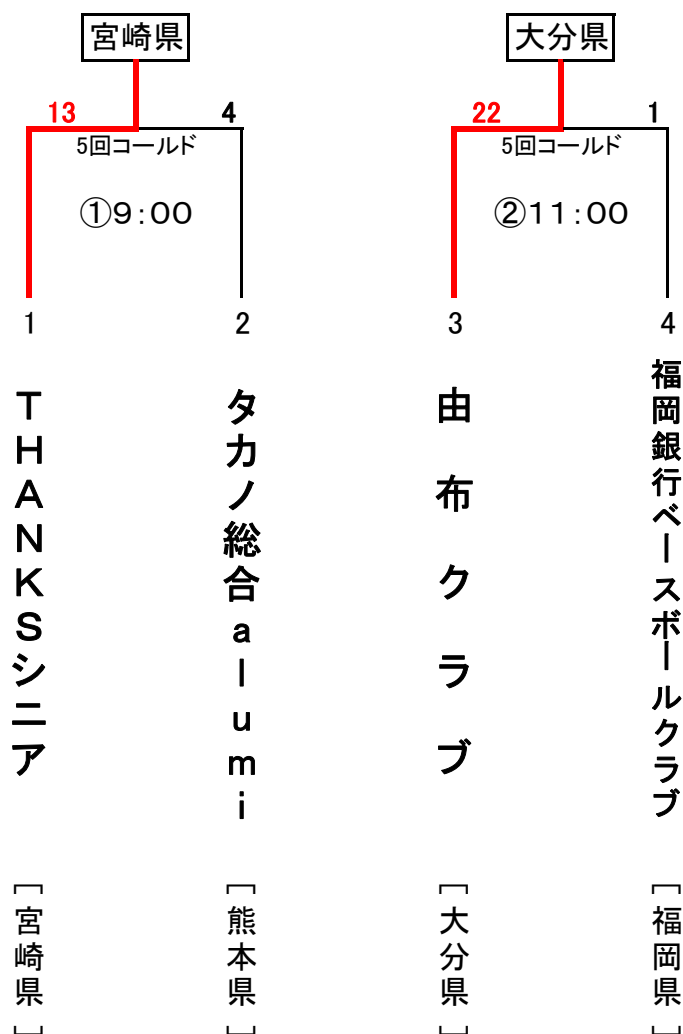 宮崎県
大分県
13
4
22
1
5回コールド
5回コールド
①9:00
②11:00
1
2
3
4
THANKSシニア
タカノ総合alumi
由布クラブ
福岡銀行ベースボールクラブ
[宮崎県]
[熊本県]
[大分県]
[福岡県]